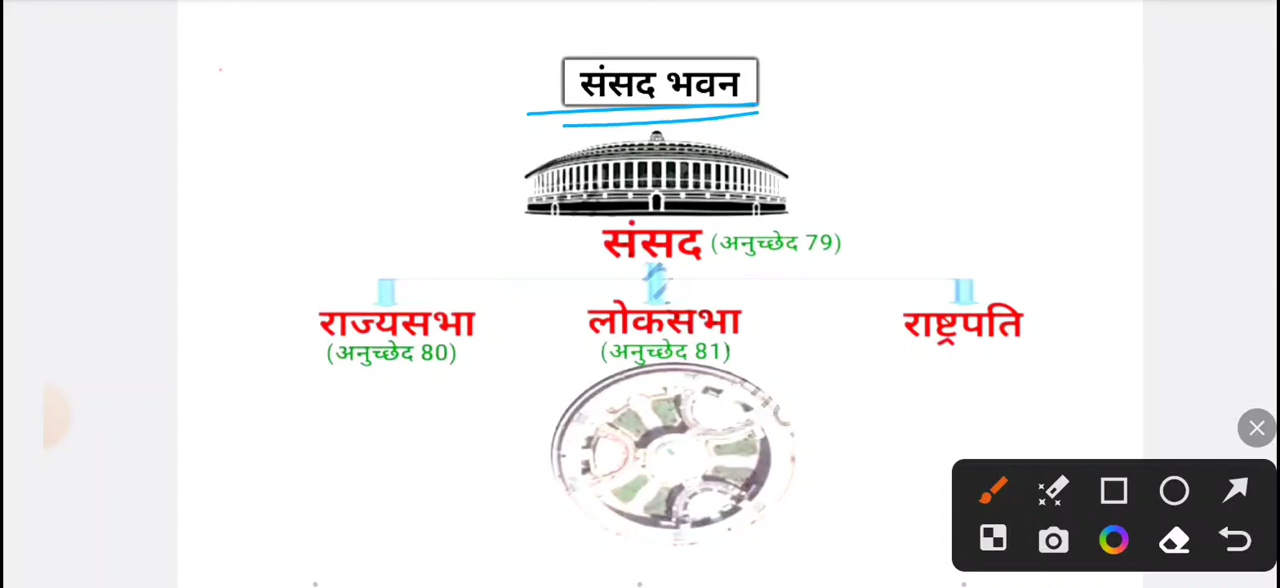 संसद भवन
संसद (अनुच्छेद 79)
राज्यसभा लोकसभा राष्ट्रपति
(अनुच्छेद 80) (अनुच्छेद 81)